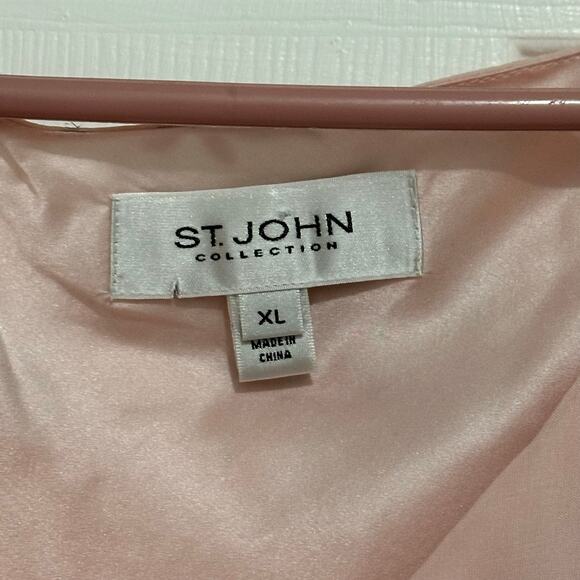 ST. JOHN
COLLECTION
XL
MADE IN
CHINA